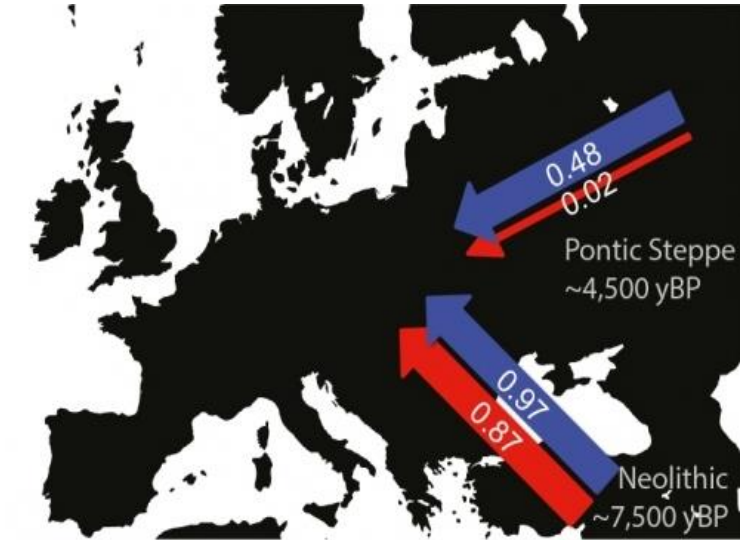 0.48
0.02
Pontic Steppe
~4,500 yBP
0.97
0.87
Neolithic
~7,500 yBP